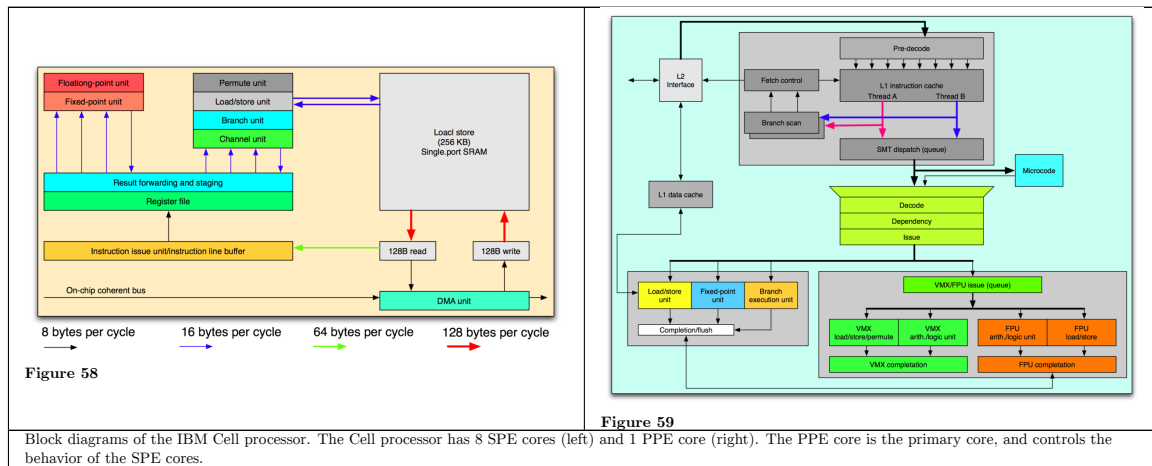 Floationg-point unit
Fixed-point unit
Permute unit
Load/store unit
Branch unit
Channel unit
Load store
(256 KB)
Single.port SRAM
Result forwarding and staging
Register file
Instruction issue unit/instruction line buffer
128B read
128B write
On-chip coherent bus
DMA unit
8 bytes per cycle
16 bytes per cycle
64 bytes per cycle
128 bytes per cycle
Figure 58
Pre-decode
L2
Interface
Fetch control
L1 instruction cache
Thread A
Thread B
Branch scan
SMT dispatch (queue)
Microcode
L1 data cache
Decode
Dependency
Issue
Load/store
unit
Fixed-point
unit
Branch
execution unit
Completion/flush
VMX/FPU issue (queue)
VMX
load/store/permute
VMX
arith./logic unit
FPU
arith./logic unit
FPU
load/store
VMX completation
FPU completation
Figure 59
Block diagrams of the IBM Cell processor. The Cell processor has 8 SPE cores (left) and 1 PPE core (right). The PPE core is the primary core, and controls the
behavior of the SPE cores.